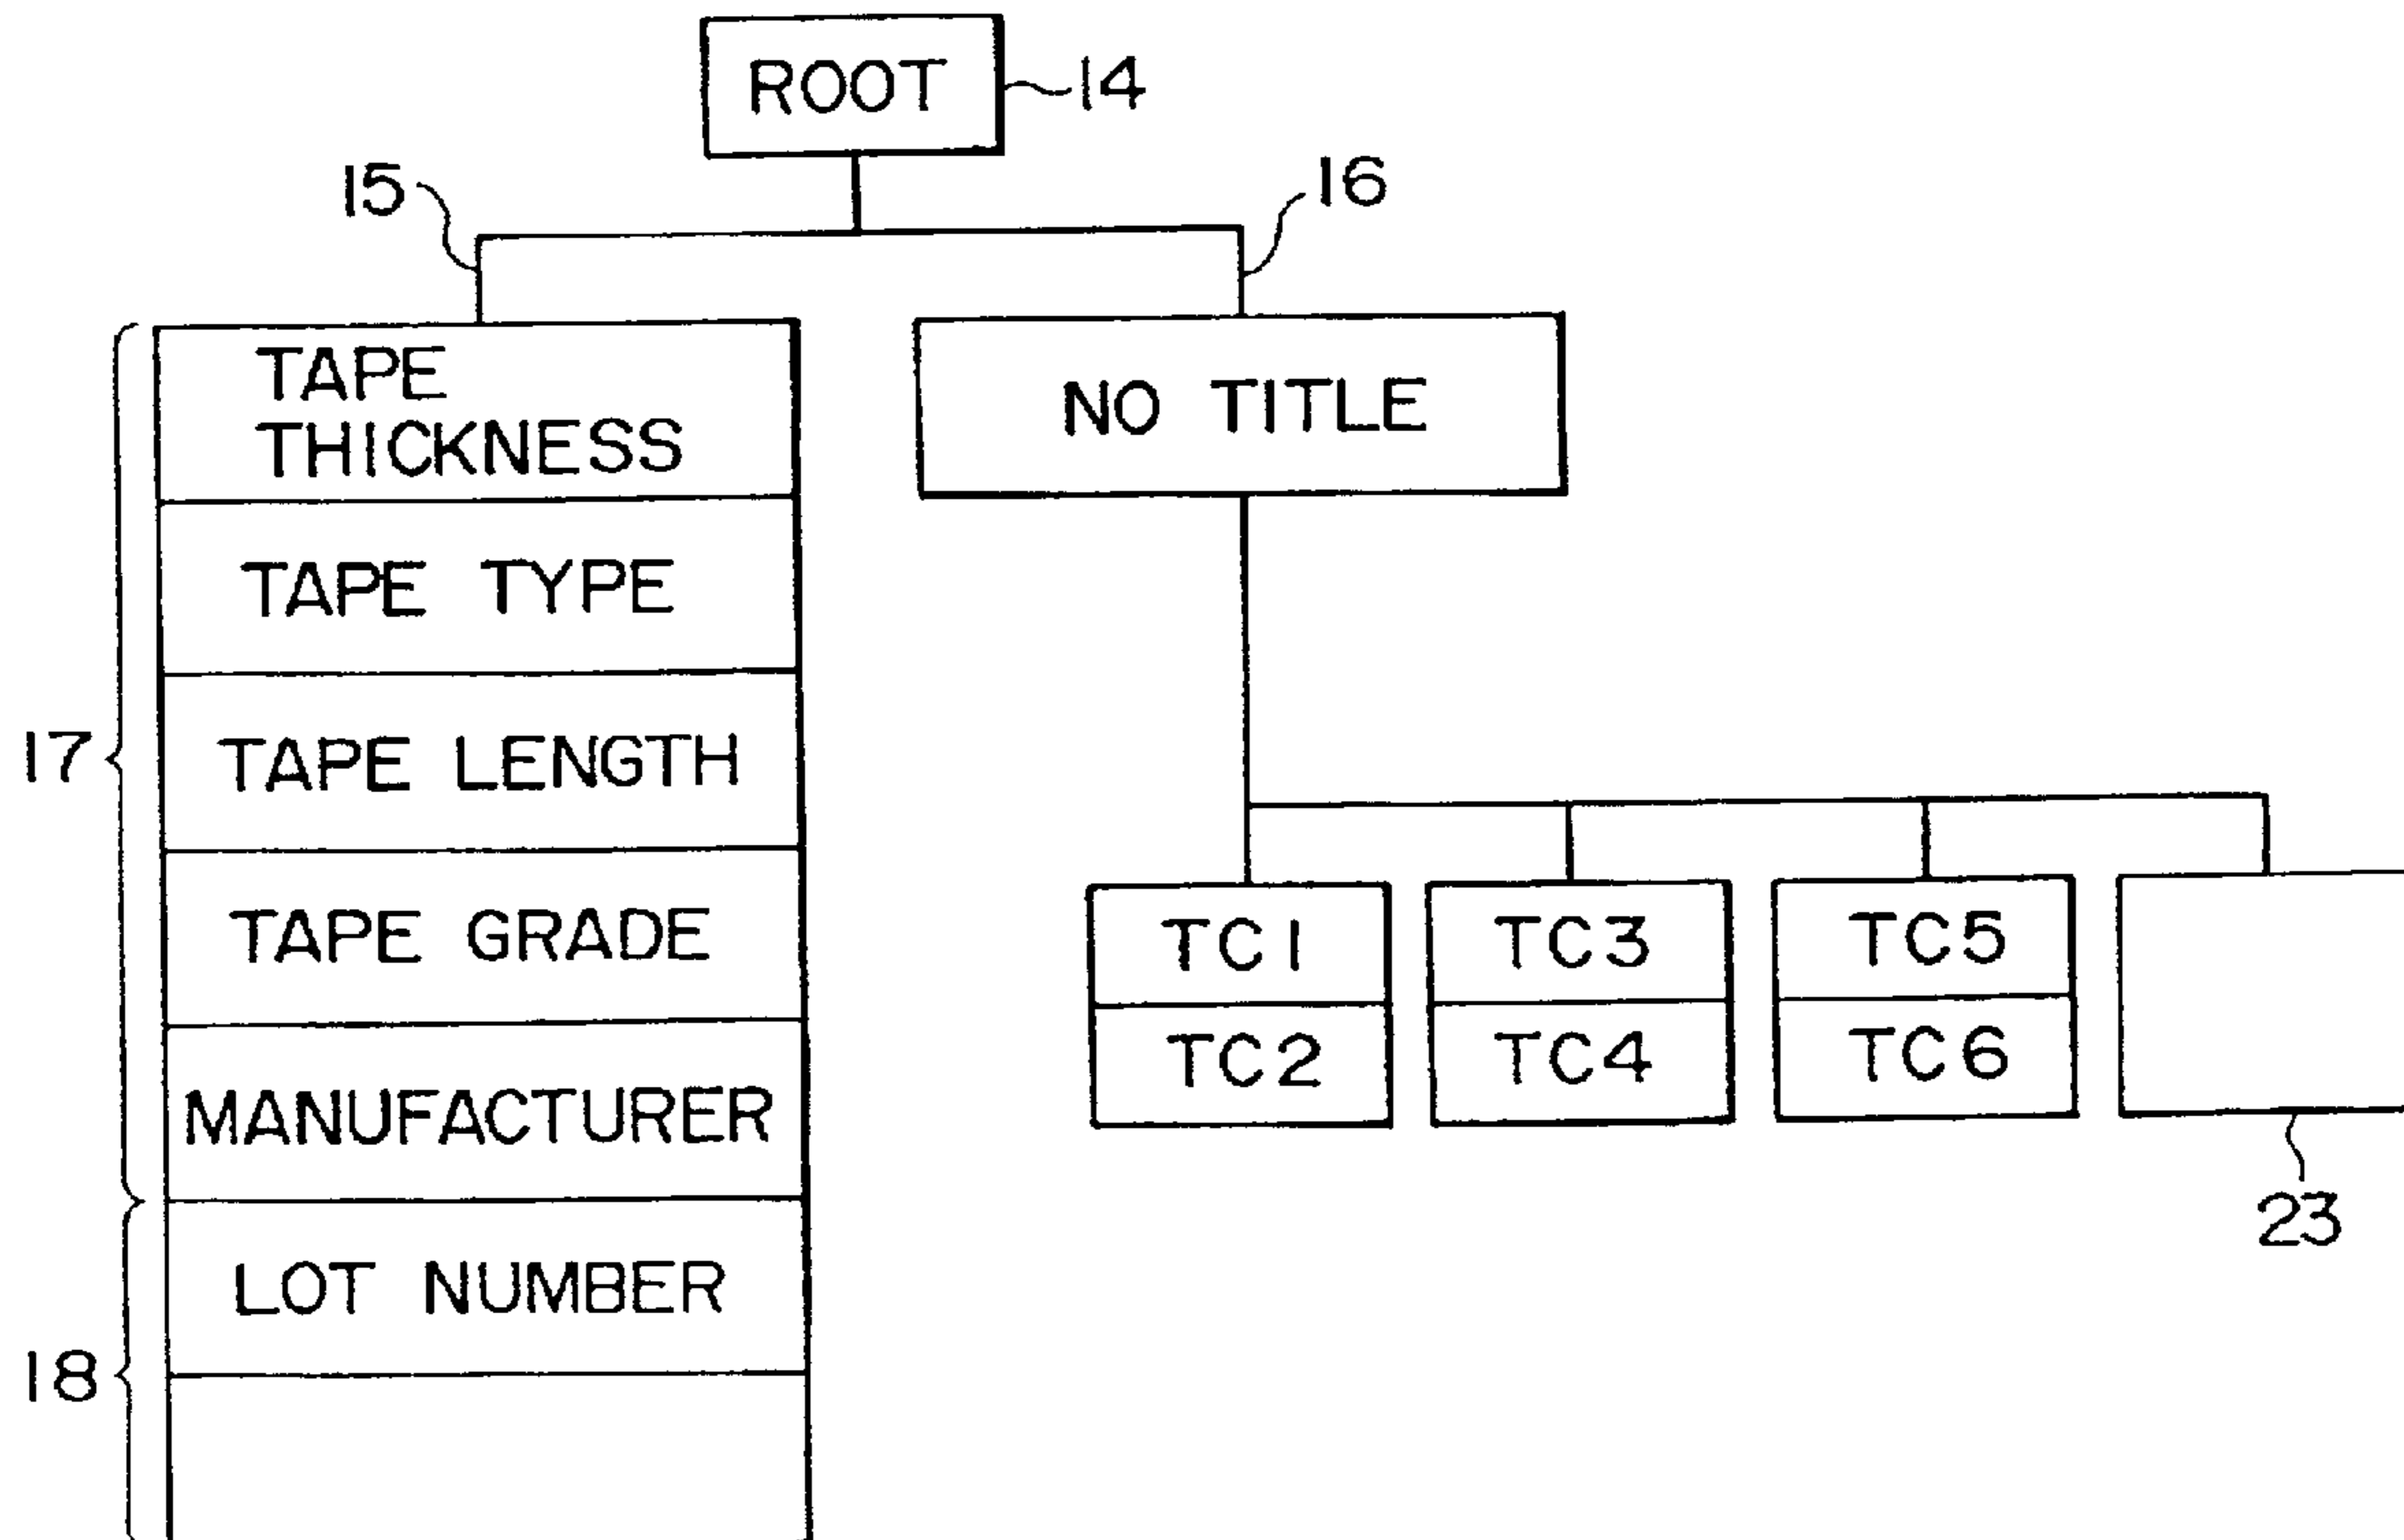 ROOT
14
15
16
TAPE
THICKNESS
NO TITLE
TAPE TYPE
17
TAPE LENGTH
TAPE GRADE
TC1
TC3
TC5
TC2
TC4
TC6
MANUFACTURER
23
LOT NUMBER
18